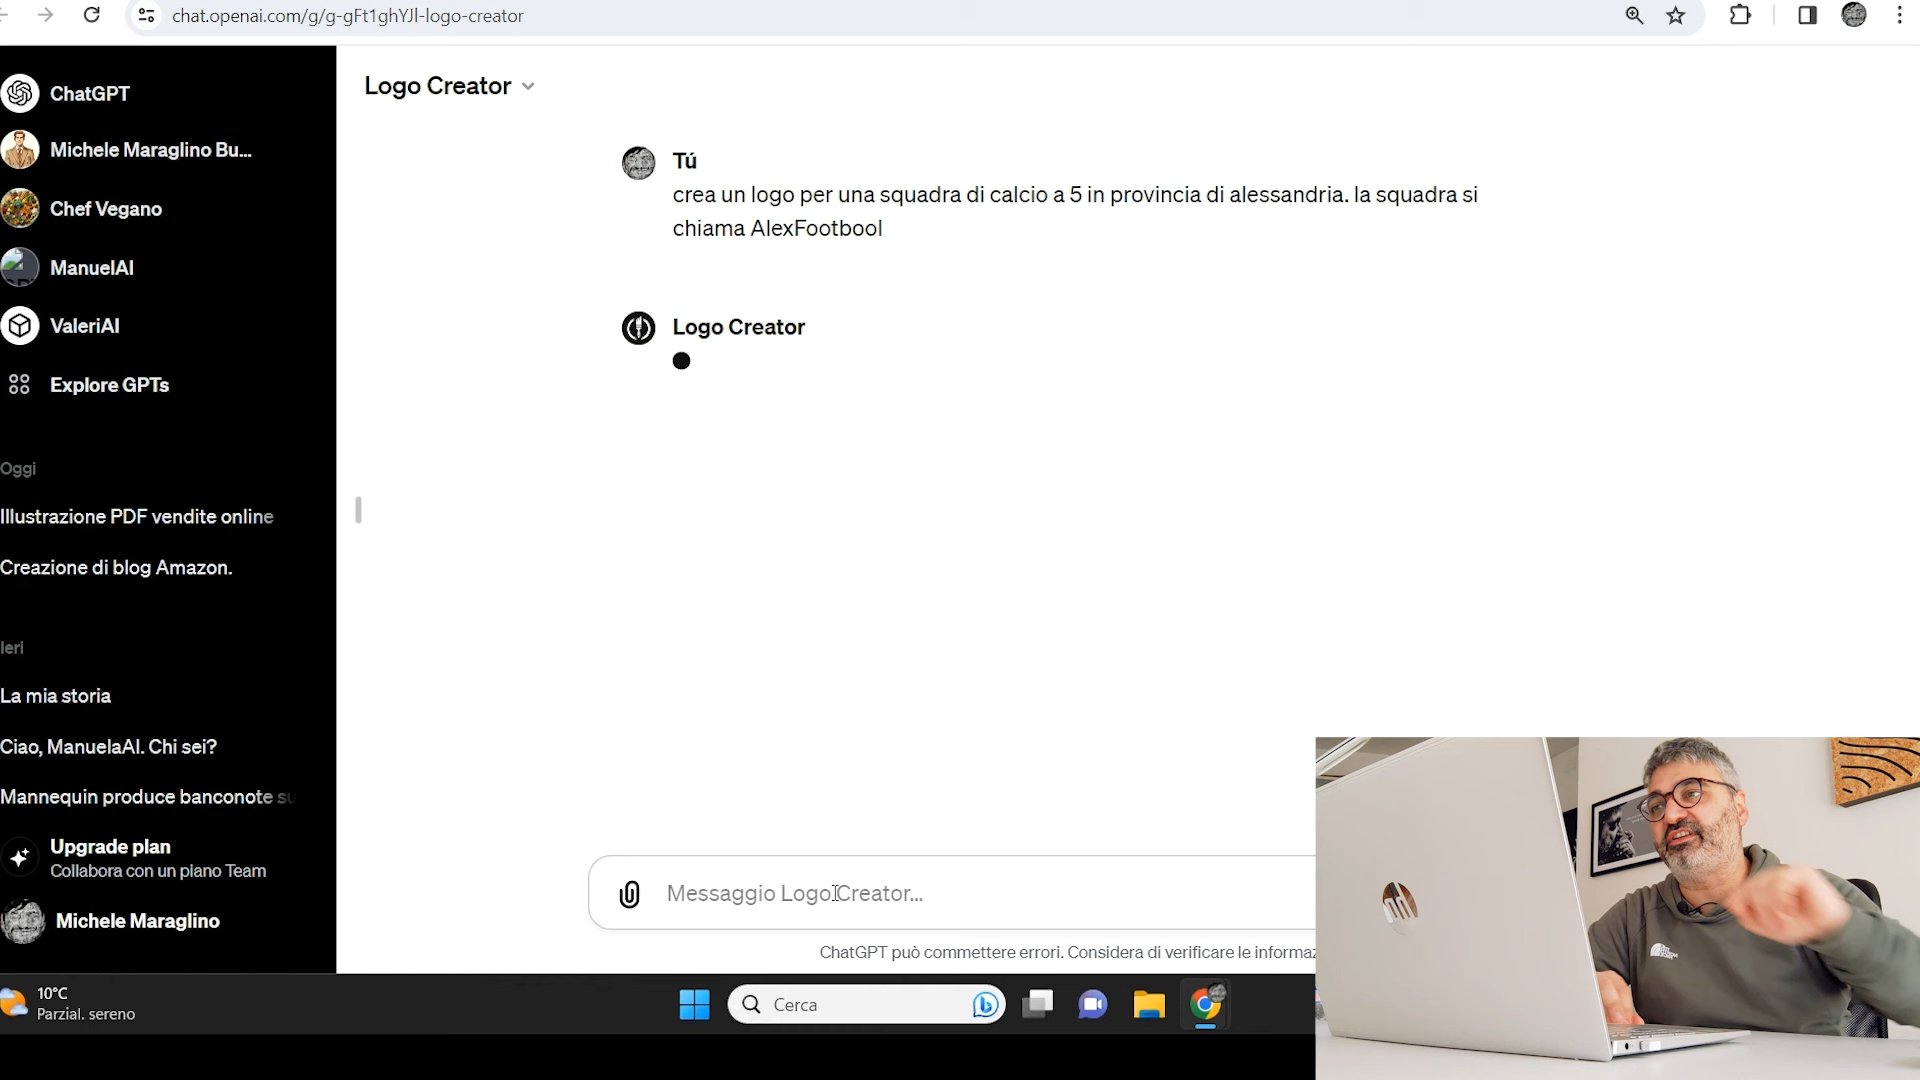 chat.openai.com/g/g-gFt1ghYJl-logo-creator
ChatGPT
Michele Maraglino Bu...
Chef Vegano
ManuelAI
ValeriAI
Explore GPTs
Oggi
Illustrazione PDF vendite online
Creazione di blog Amazon.
Ieri
La mia storia
Ciao, ManuelaAI. Chi sei?
Mannequin produce banconote su
Upgrade plan
Collabora con un piano Team
Michele Maraglino
Logo Creator
Tú
crea un logo per una squadra di calcio a 5 in provincia di alessandria. la squadra si
chiama AlexFootbool
Logo Creator
Messaggio Logo Creator...
ChatGPT può commettere errori. Considera di verificare le informaz
10°C
Parzial. sereno
Cerca